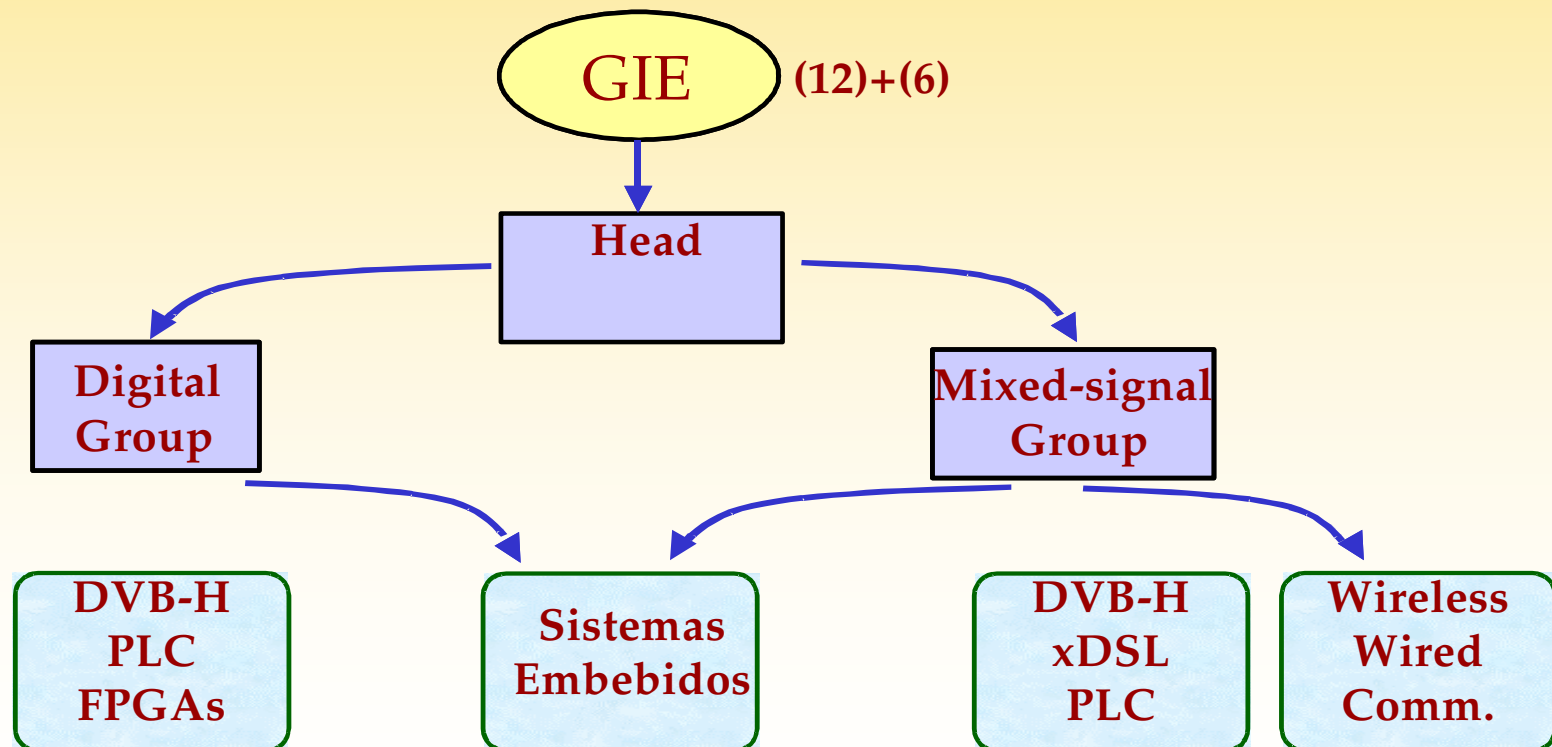 GIE (12)+(6)
Head
Digital
Group
Mixed-signal
Group
DVB-H
PLC
FPGAs
Sistemas
Embebidos
DVB-H
xDSL
PLC
Wireless
Wired
Comm.